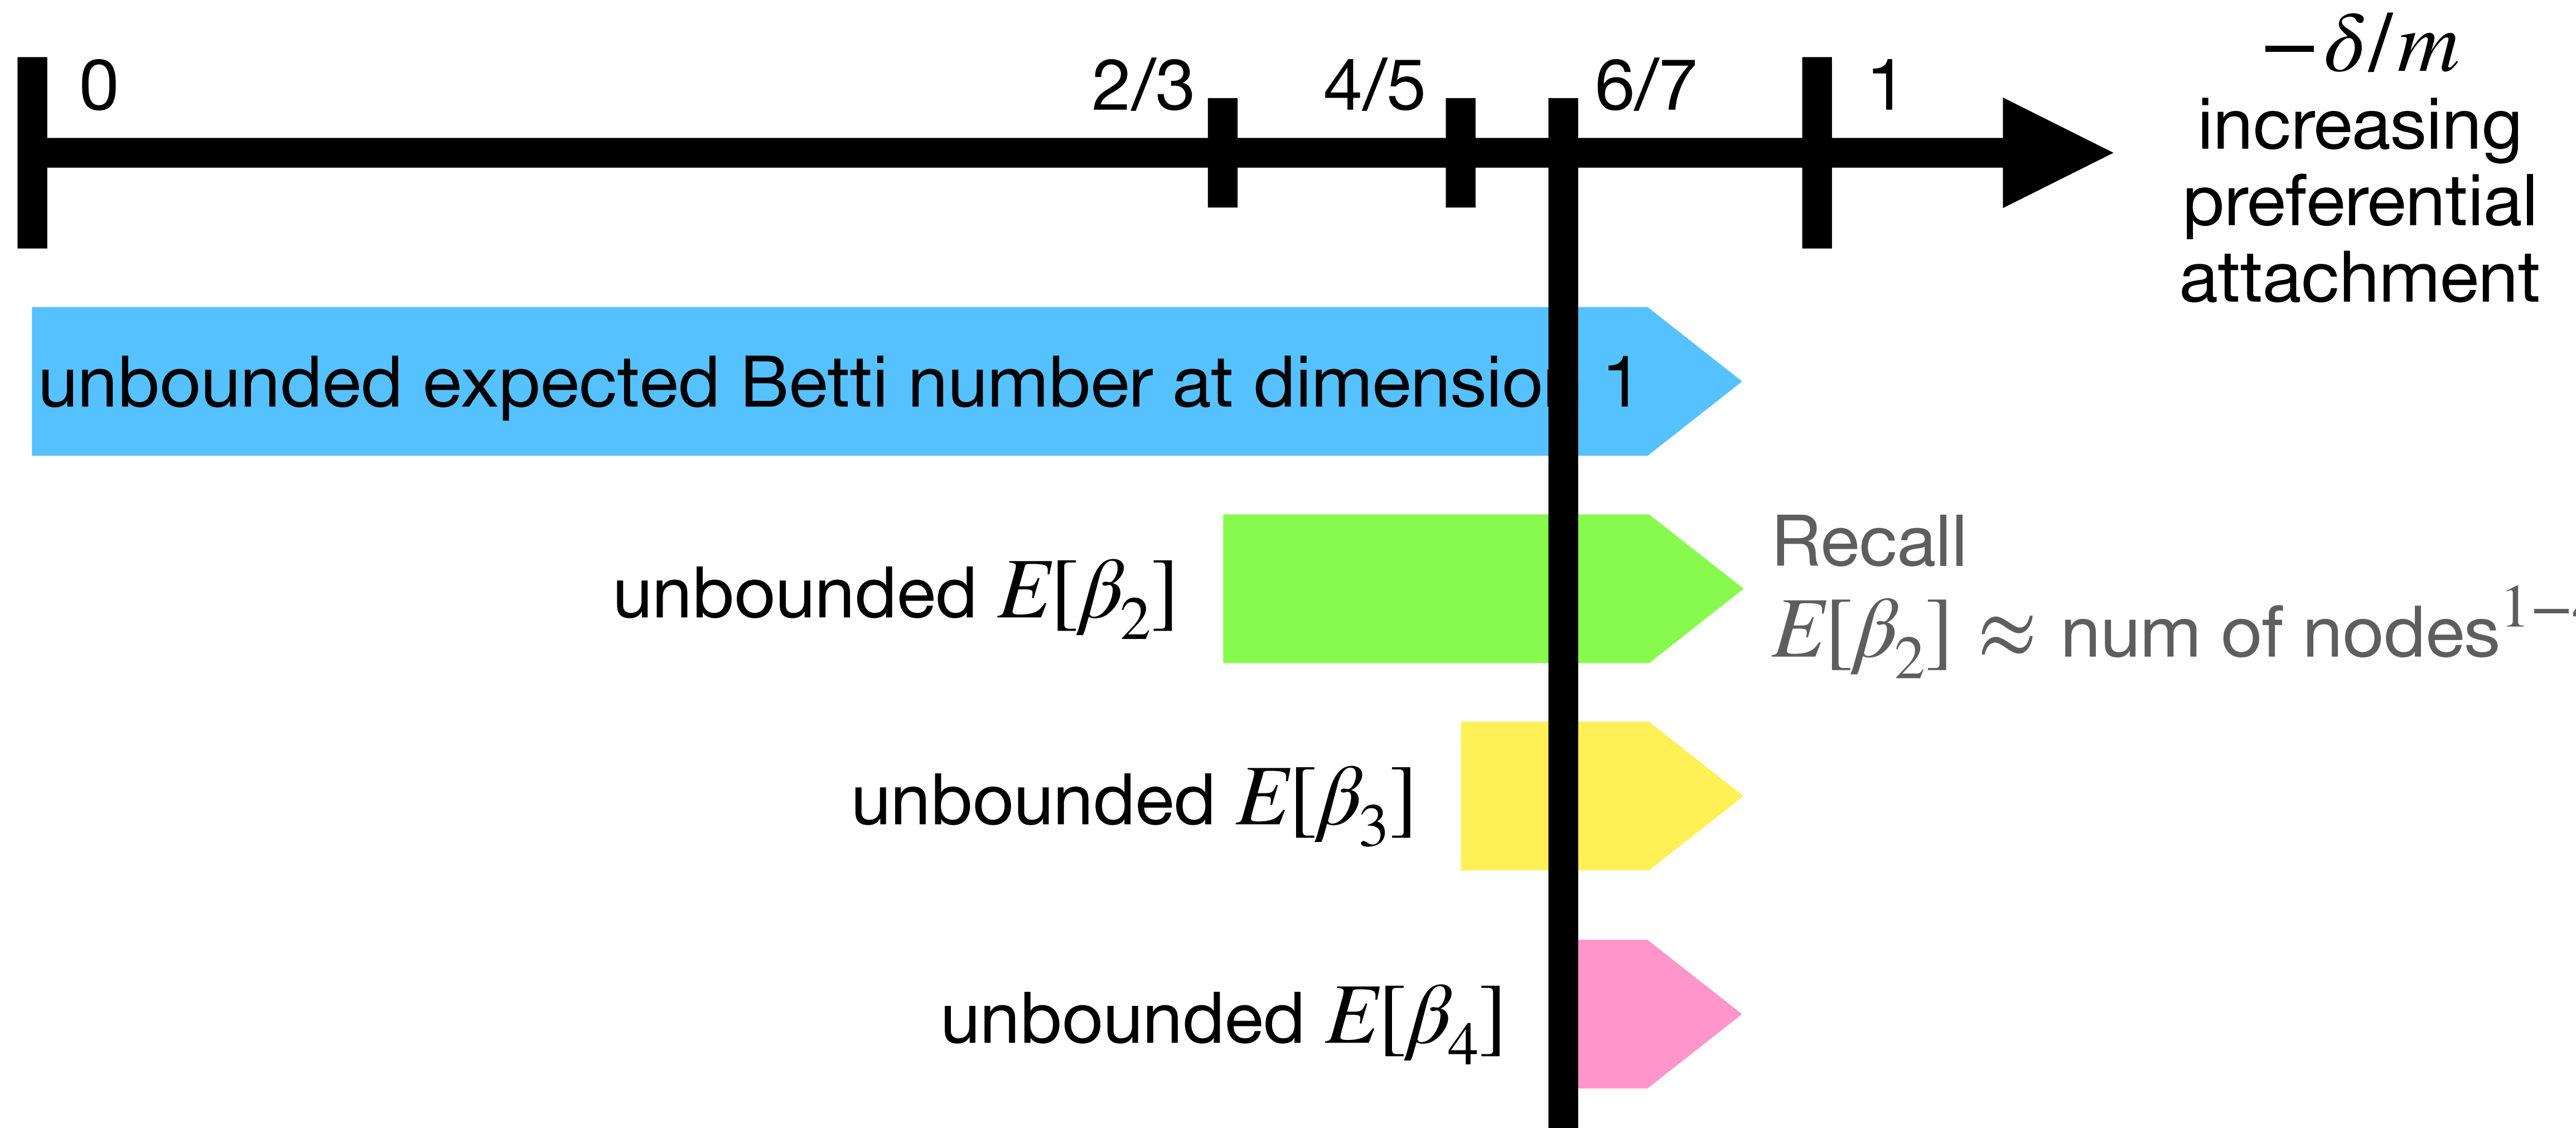 0
2/3
4/5
6/7
1
−δ/m
increasing
preferential
attachment
unbounded expected Betti number at dimension 1
unbounded E[β₂]
Recall
E[β₂] ≈ num of nodes¹⁻
unbounded E[β₃]
unbounded E[β₄]